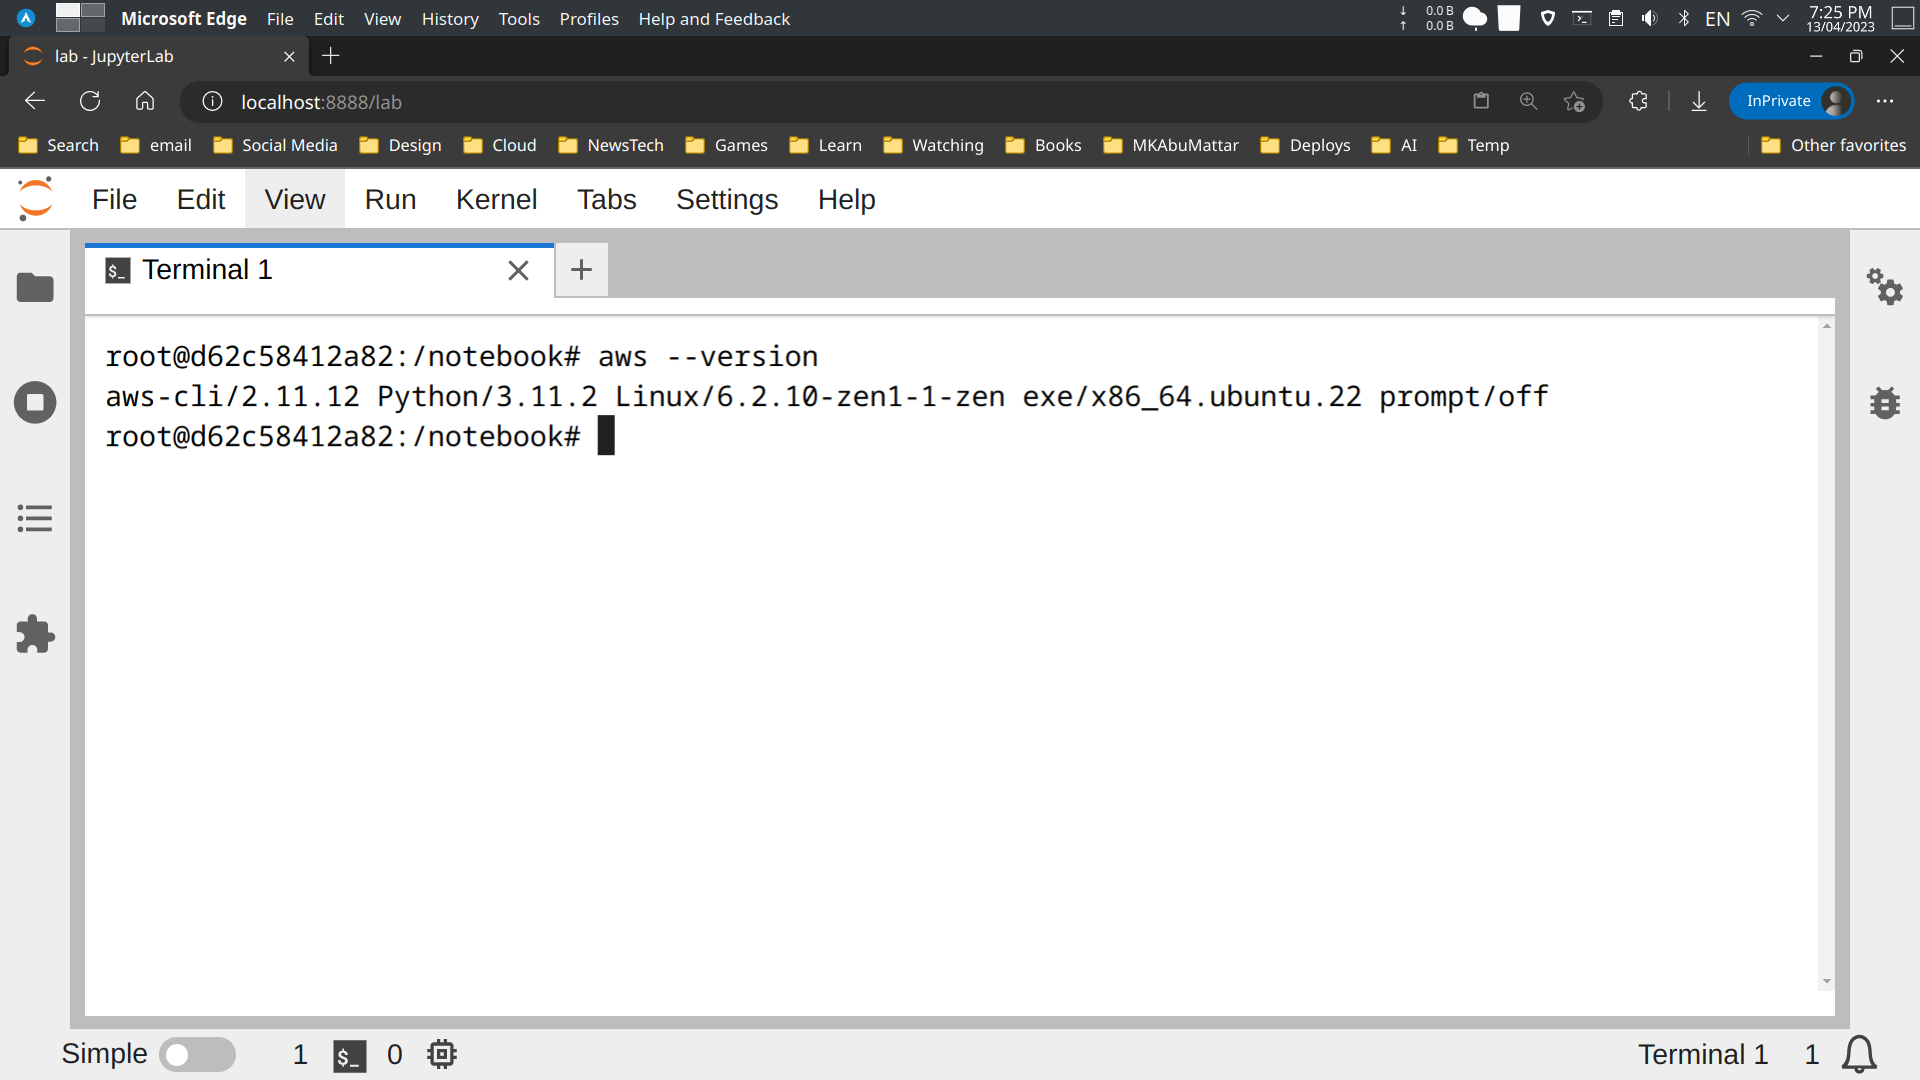 Microsoft Edge File Edit View History Tools Profiles Help and Feedback 0.0 B 0.0 B EN 7:25 PM 13/04/2023
lab - JupyterLab
localhost:8888/lab InPrivate
Search email Social Media Design Cloud NewsTech Games Learn Watching Books MKAbuMattar Deploys AI Temp Other favorites
File Edit View Run Kernel Tabs Settings Help
$_ Terminal 1
root@d62c58412a82:/notebook# aws --version
aws-cli/2.11.12 Python/3.11.2 Linux/6.2.10-zen1-1-zen exe/x86_64.ubuntu.22 prompt/off
root@d62c58412a82:/notebook#
Simple 1 $_ 0 Terminal 1 1